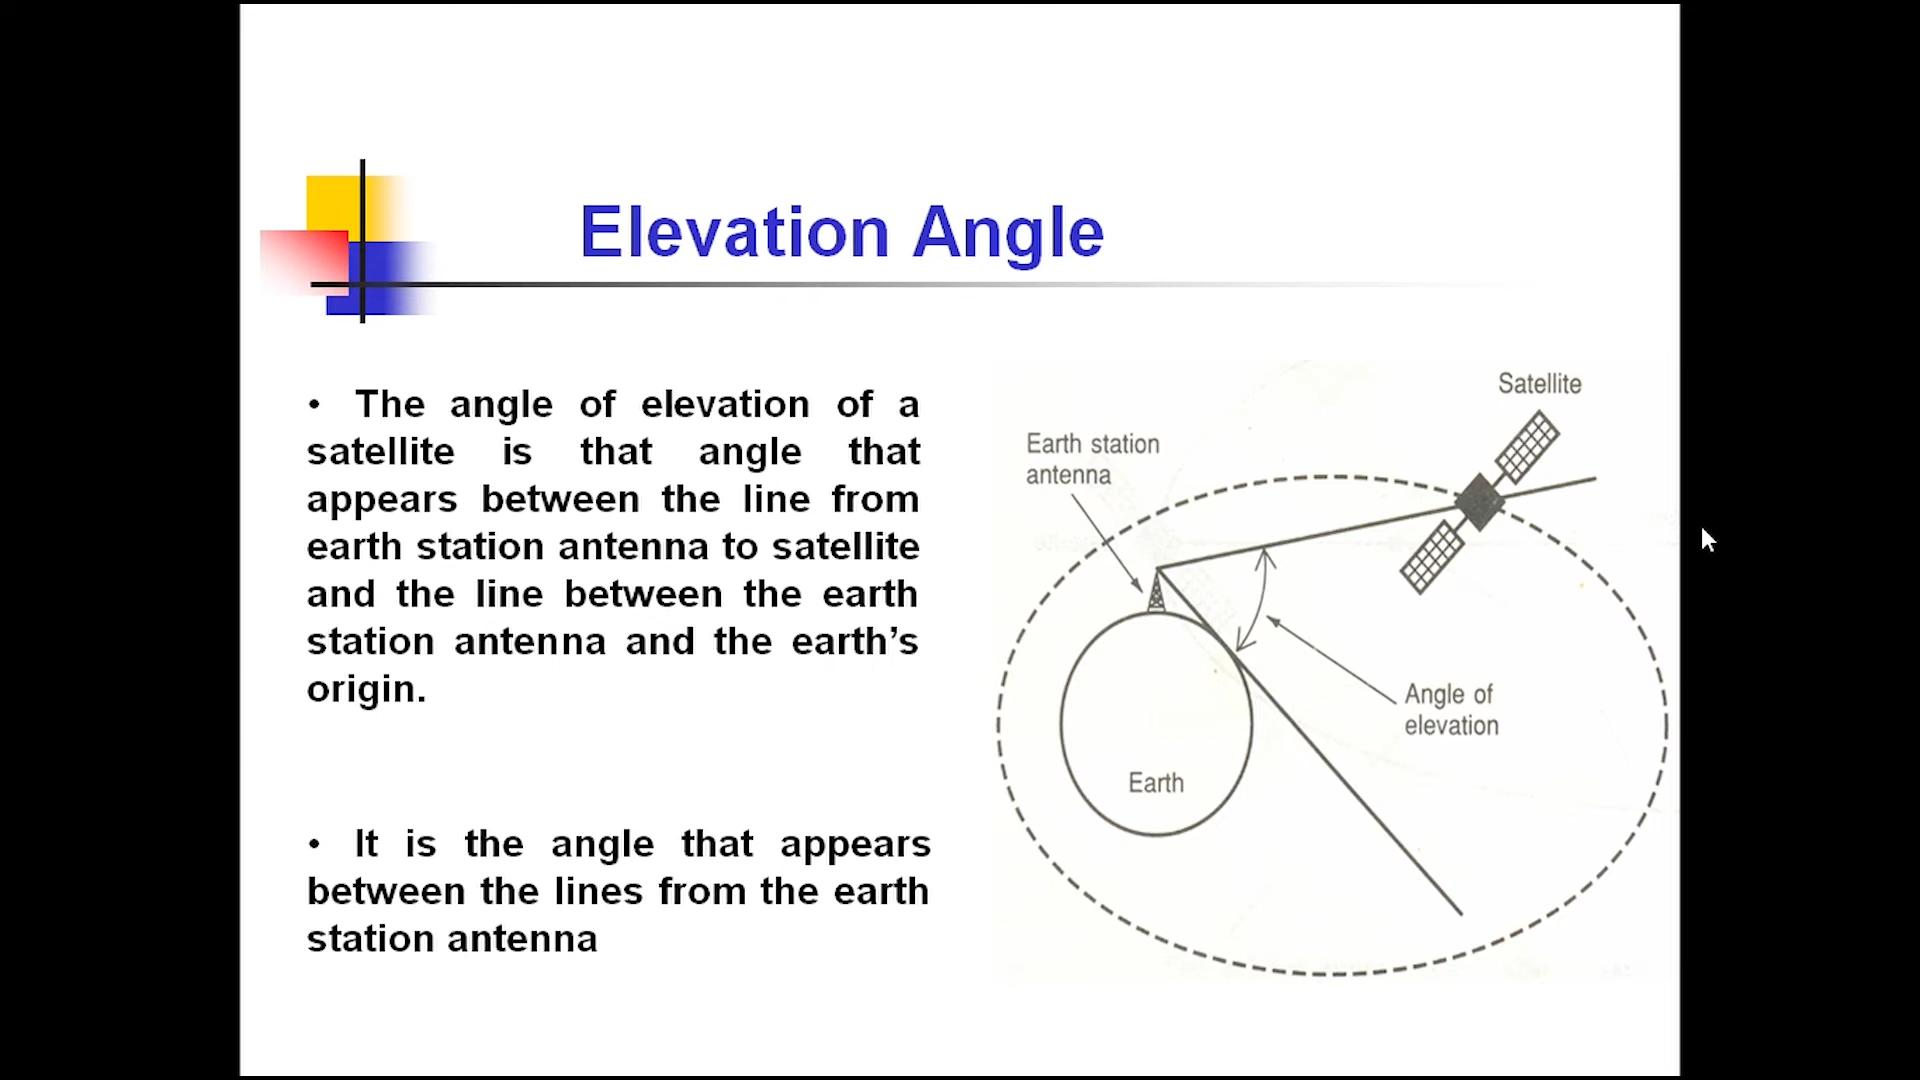 Elevation Angle
• The angle of elevation of a
satellite is that angle that
appears between the line from
earth station antenna to satellite
and the line between the earth
station antenna and the earth’s
origin.
• It is the angle that appears
between the lines from the earth
station antenna
Satellite
Earth station
antenna
Angle of
elevation
Earth